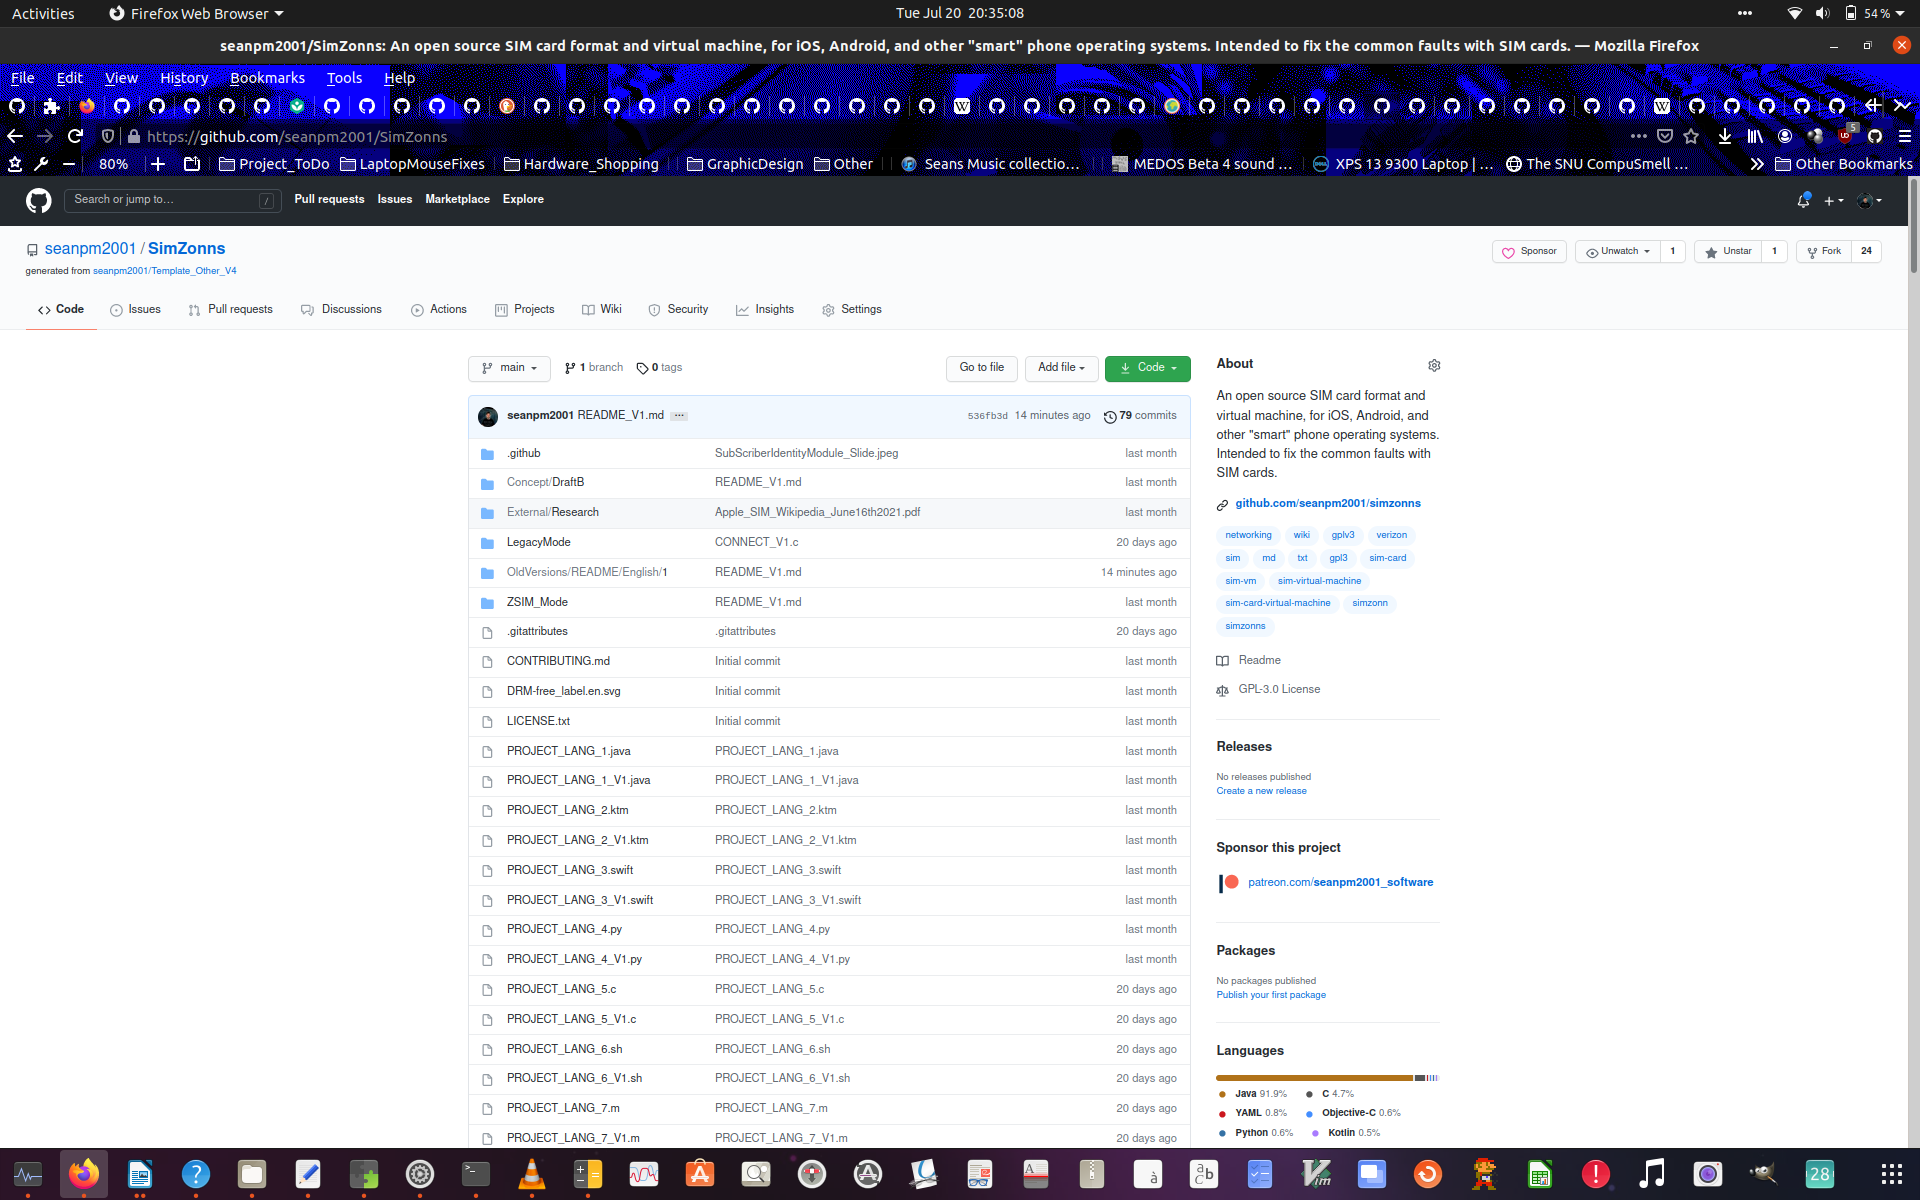 Activities Firefox Web Browser Tue Jul 20 20:35:08 54 %
seanpm2001/SimZonns: An open source SIM card format and virtual machine, for iOS, Android, and other "smart" phone operating systems. Intended to fix the common faults with SIM cards. — Mozilla Firefox
File Edit View History Bookmarks Tools Help
https://github.com/seanpm2001/SimZonns 5
80% Project_ToDo LaptopMouseFixes Hardware_Shopping GraphicDesign Other Seans Music collectio… MEDOS Beta 4 sound … XPS 13 9300 Laptop | … The SNU CompuSmell … Other Bookmarks
Search or jump to… / Pull requests Issues Marketplace Explore
seanpm2001 / SimZonns Sponsor Unwatch 1 Unstar 1 Fork 24
generated from seanpm2001/Template_Other_V4
Code Issues Pull requests Discussions Actions Projects Wiki Security Insights Settings
main 1 branch 0 tags Go to file Add file Code
seanpm2001 README_V1.md ... 536fb3d 14 minutes ago 79 commits
.github SubScriberIdentityModule_Slide.jpeg last month
Concept/DraftB README_V1.md last month
External/Research Apple_SIM_Wikipedia_June16th2021.pdf last month
LegacyMode CONNECT_V1.c 20 days ago
OldVersions/README/English/1 README_V1.md 14 minutes ago
ZSIM_Mode README_V1.md last month
.gitattributes .gitattributes 20 days ago
CONTRIBUTING.md Initial commit last month
DRM-free_label.en.svg Initial commit last month
LICENSE.txt Initial commit last month
PROJECT_LANG_1.java PROJECT_LANG_1.java last month
PROJECT_LANG_1_V1.java PROJECT_LANG_1_V1.java last month
PROJECT_LANG_2.ktm PROJECT_LANG_2.ktm last month
PROJECT_LANG_2_V1.ktm PROJECT_LANG_2_V1.ktm last month
PROJECT_LANG_3.swift PROJECT_LANG_3.swift last month
PROJECT_LANG_3_V1.swift PROJECT_LANG_3_V1.swift last month
PROJECT_LANG_4.py PROJECT_LANG_4.py last month
PROJECT_LANG_4_V1.py PROJECT_LANG_4_V1.py last month
PROJECT_LANG_5.c PROJECT_LANG_5.c 20 days ago
PROJECT_LANG_5_V1.c PROJECT_LANG_5_V1.c 20 days ago
PROJECT_LANG_6.sh PROJECT_LANG_6.sh 20 days ago
PROJECT_LANG_6_V1.sh PROJECT_LANG_6_V1.sh 20 days ago
PROJECT_LANG_7.m PROJECT_LANG_7.m 20 days ago
PROJECT_LANG_7_V1.m PROJECT_LANG_7_V1.m 20 days ago
About
An open source SIM card format and
virtual machine, for iOS, Android, and
other "smart" phone operating systems.
Intended to fix the common faults with
SIM cards.
github.com/seanpm2001/simzonns
networking wiki gplv3 verizon
sim md txt gpl3 sim-card
sim-vm sim-virtual-machine
sim-card-virtual-machine simzonn
simzonns
Readme
GPL-3.0 License
Releases
No releases published
Create a new release
Sponsor this project
patreon.com/seanpm2001_software
Packages
No packages published
Publish your first package
Languages
Java 91.9% C 4.7%
YAML 0.8% Objective-C 0.6%
Python 0.6% Kotlin 0.5%
28